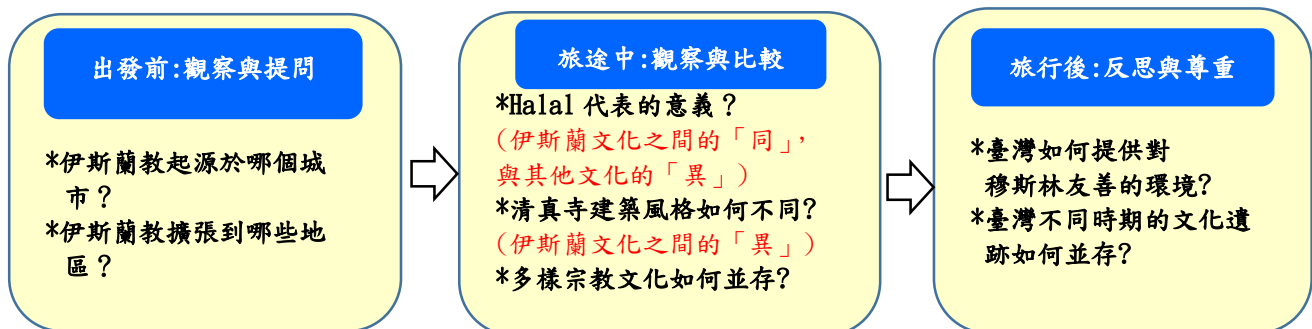 出發前:觀察與提問
*伊斯蘭教起源於哪個城
市？
*伊斯蘭教擴張到哪些地
區？
旅途中:觀察與比較
*Halal 代表的意義？
(伊斯蘭文化之間的「同」，
與其他文化的「異」)
*清真寺建築風格如何不同?
(伊斯蘭文化之間的「異」)
*多樣宗教文化如何並存?
旅行後:反思與尊重
*臺灣如何提供對
穆斯林友善的環境?
*臺灣不同時期的文化遺
跡如何並存?